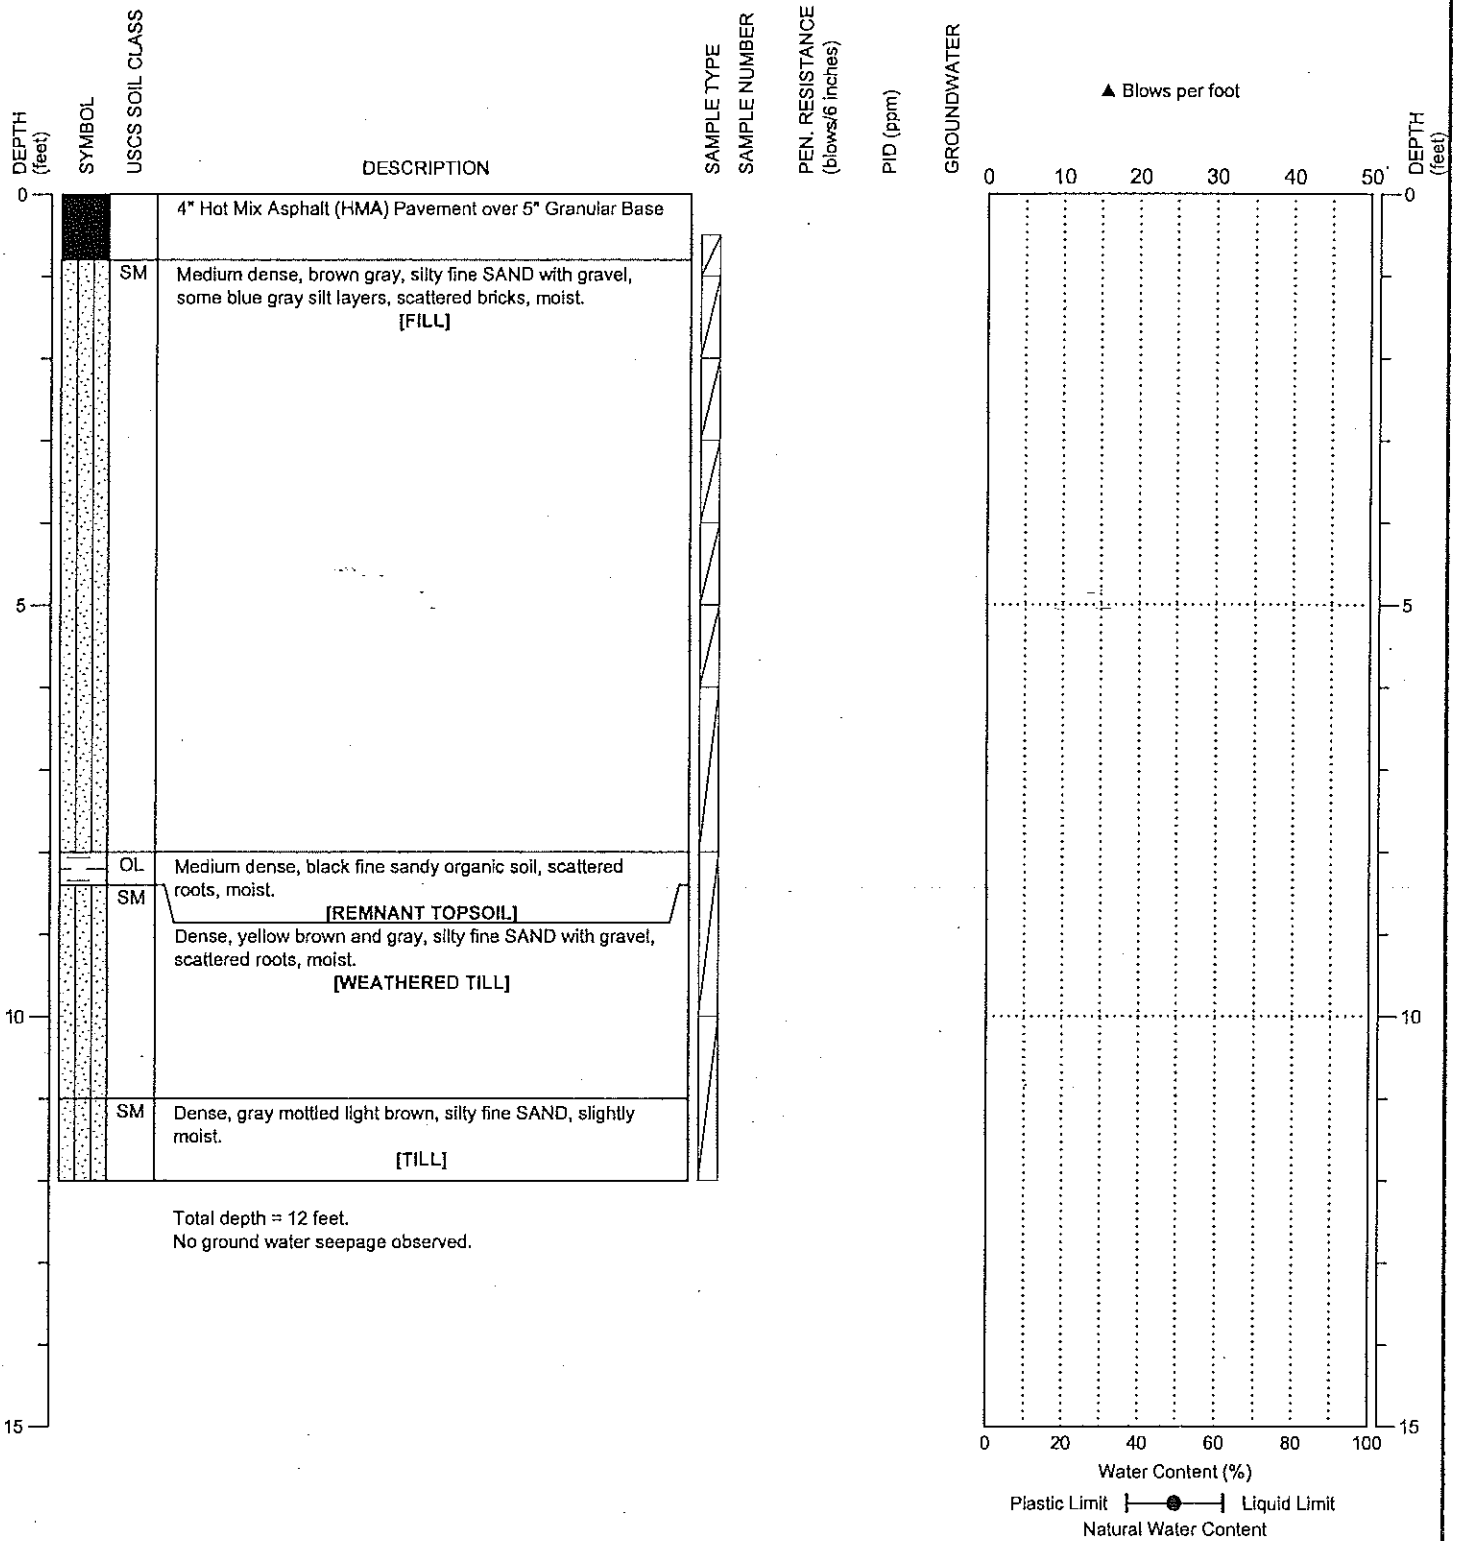 DEPTH
(feet)
SYMBOL
USCS SOIL CLASS
DESCRIPTION
SAMPLE TYPE
SAMPLE NUMBER
PEN. RESISTANCE
(blows/6 inches)
PID (ppm)
GROUNDWATER
▲ Blows per foot
DEPTH
(feet)
0 10 20 30 40 50
0
0
4" Hot Mix Asphalt (HMA) Pavement over 5" Granular Base
SM
Medium dense, brown gray, silty fine SAND with gravel,
some blue gray silt layers, scattered bricks, moist.
[FILL]
5
5
OL
Medium dense, black fine sandy organic soil, scattered
roots, moist.
[REMNANT TOPSOIL]
SM
Dense, yellow brown and gray, silty fine SAND with gravel,
scattered roots, moist.
[WEATHERED TILL]
10
10
SM
Dense, gray mottled light brown, silty fine SAND, slightly
moist.
[TILL]
Total depth = 12 feet.
No ground water seepage observed.
15
15
0 20 40 60 80 100
Water Content (%)
Plastic Limit Liquid Limit
Natural Water Content